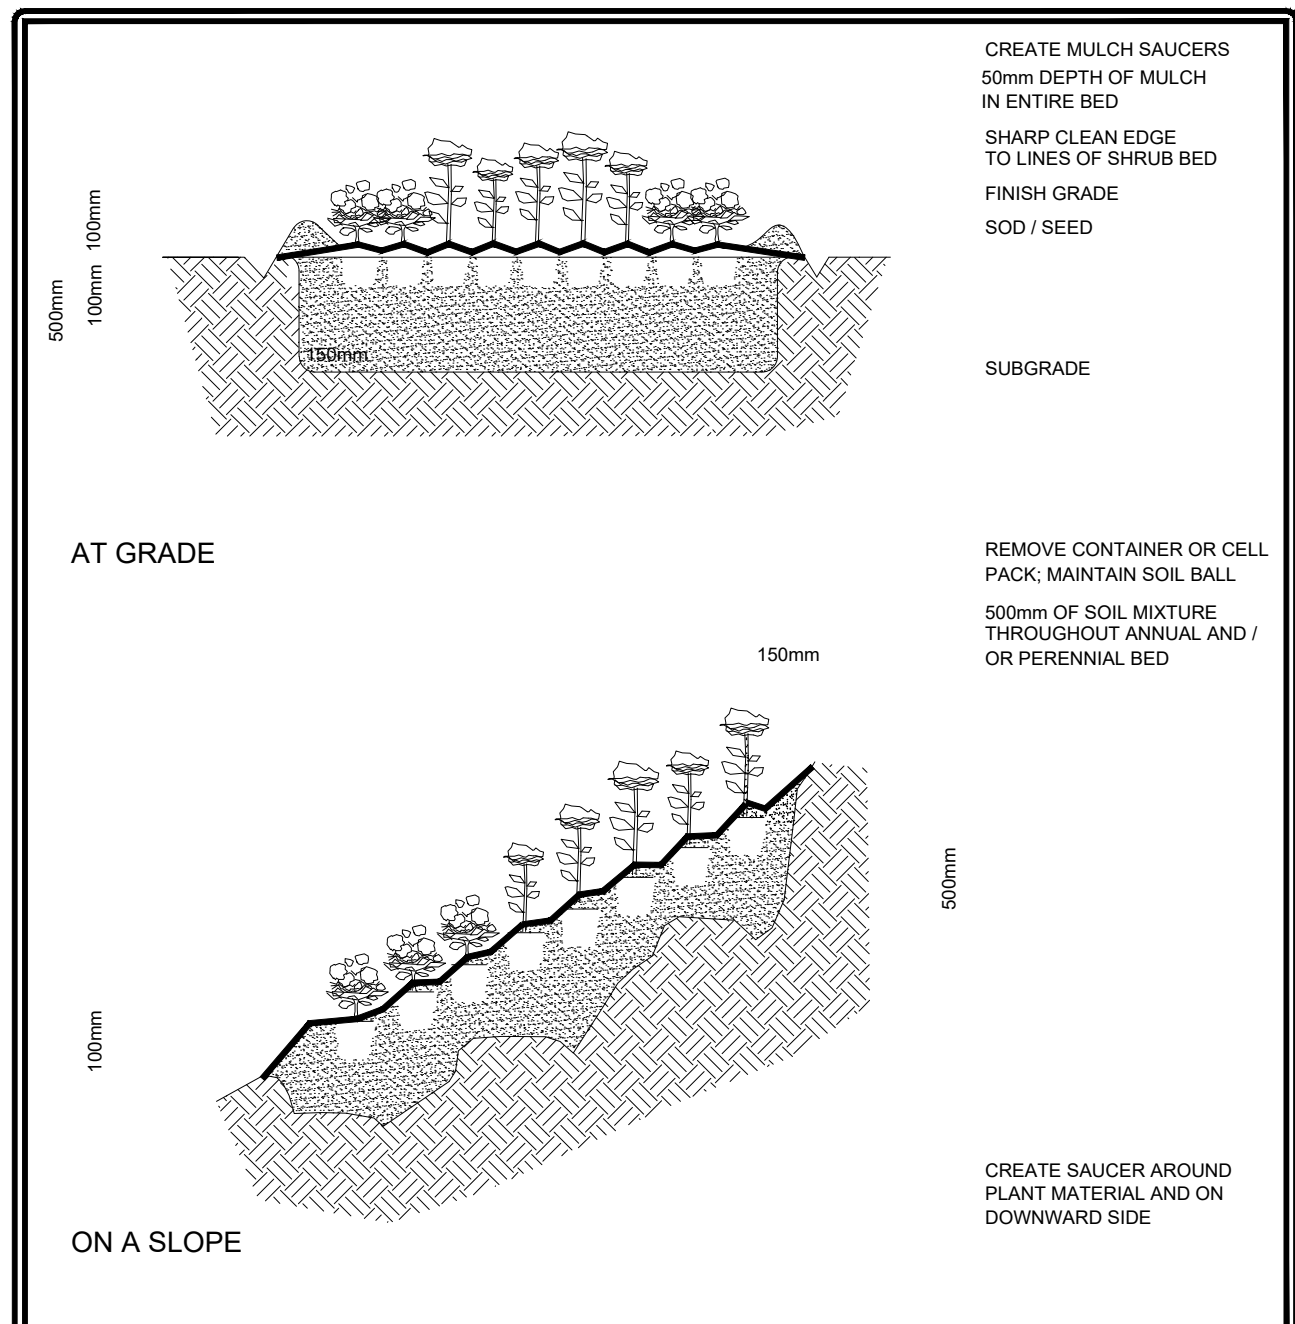 CREATE MULCH SAUCERS
50mm DEPTH OF MULCH
IN ENTIRE BED
SHARP CLEAN EDGE
TO LINES OF SHRUB BED
FINISH GRADE
SOD / SEED
100mm
100mm
500mm
150mm
SUBGRADE
AT GRADE
REMOVE CONTAINER OR CELL
PACK; MAINTAIN SOIL BALL
500mm OF SOIL MIXTURE
THROUGHOUT ANNUAL AND /
OR PERENNIAL BED
150mm
500mm
100mm
CREATE SAUCER AROUND
PLANT MATERIAL AND ON
DOWNWARD SIDE
ON A SLOPE